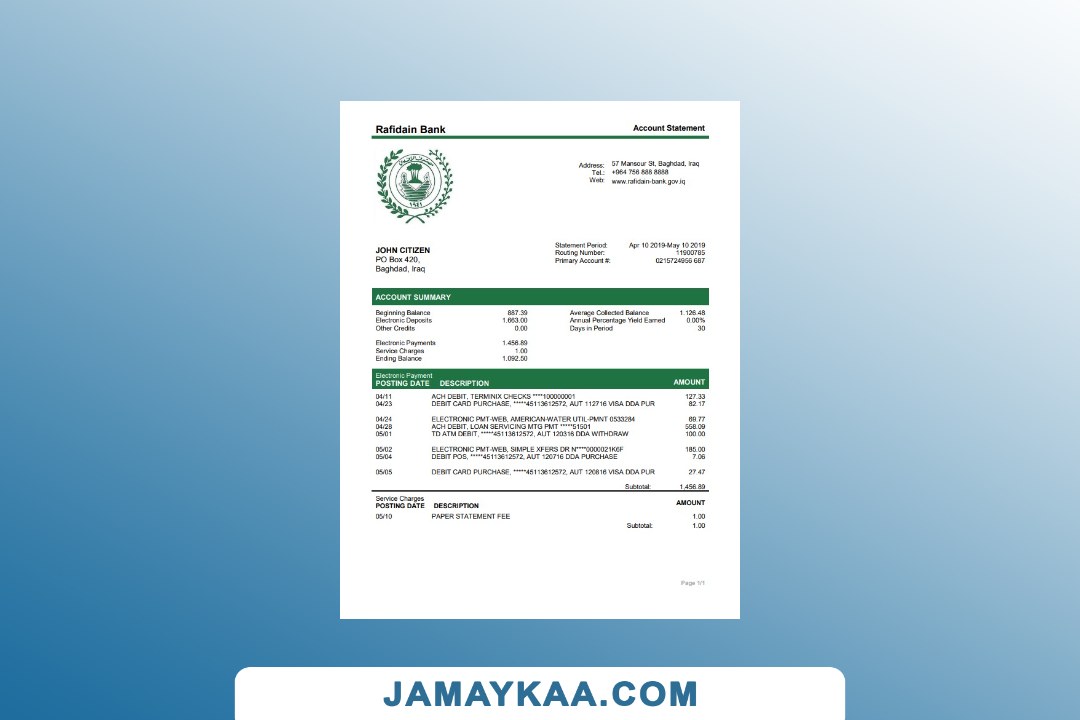 Rafidain Bank Account Statement
Address: 57 Mansour St, Baghdad, Iraq
Tel.: +964 756 888 8888
Web: www.rafidain-bank.gov.iq
JOHN CITIZEN
PO Box 420,
Baghdad, Iraq
Statement Period: Apr 10 2019-May 10 2019
Routing Number: 11900785
Primary Account #: 0215724956 687
ACCOUNT SUMMARY
Beginning Balance 887.39 Average Collected Balance 1.126.48
Electronic Deposits 1,663.00 Annual Percentage Yield Earned 0.00%
Other Credits 0.00 Days in Period 30
Electronic Payments 1,456.89
Service Charges 1.00
Ending Balance 1,092.50
Electronic Payment
POSTING DATE DESCRIPTION AMOUNT
04/11 ACH DEBIT, TERMINIX CHECKS ****100000001 127.33
04/23 DEBIT CARD PURCHASE, *****45113612572, AUT 112716 VISA DDA PUR 82.17
04/24 ELECTRONIC PMT-WEB, AMERICAN-WATER UTIL-PMNT 0533284 69.77
04/28 ACH DEBIT, LOAN SERVICING MTG PMT *****51501 558.09
05/01 TD ATM DEBIT, *****45113612572, AUT 120316 DDA WITHDRAW 100.00
05/02 ELECTRONIC PMT-WEB, SIMPLE XFERS DR N****0000021K6F 185.00
05/04 DEBIT POS, *****45113612572, AUT 120716 DDA PURCHASE 7.06
05/05 DEBIT CARD PURCHASE, *****45113612572, AUT 120816 VISA DDA PUR 27.47
Subtotal: 1,456.89
Service Charges
POSTING DATE DESCRIPTION AMOUNT
05/10 PAPER STATEMENT FEE 1.00
Subtotal: 1.00
Page 1/1
JAMAYKAA.COM